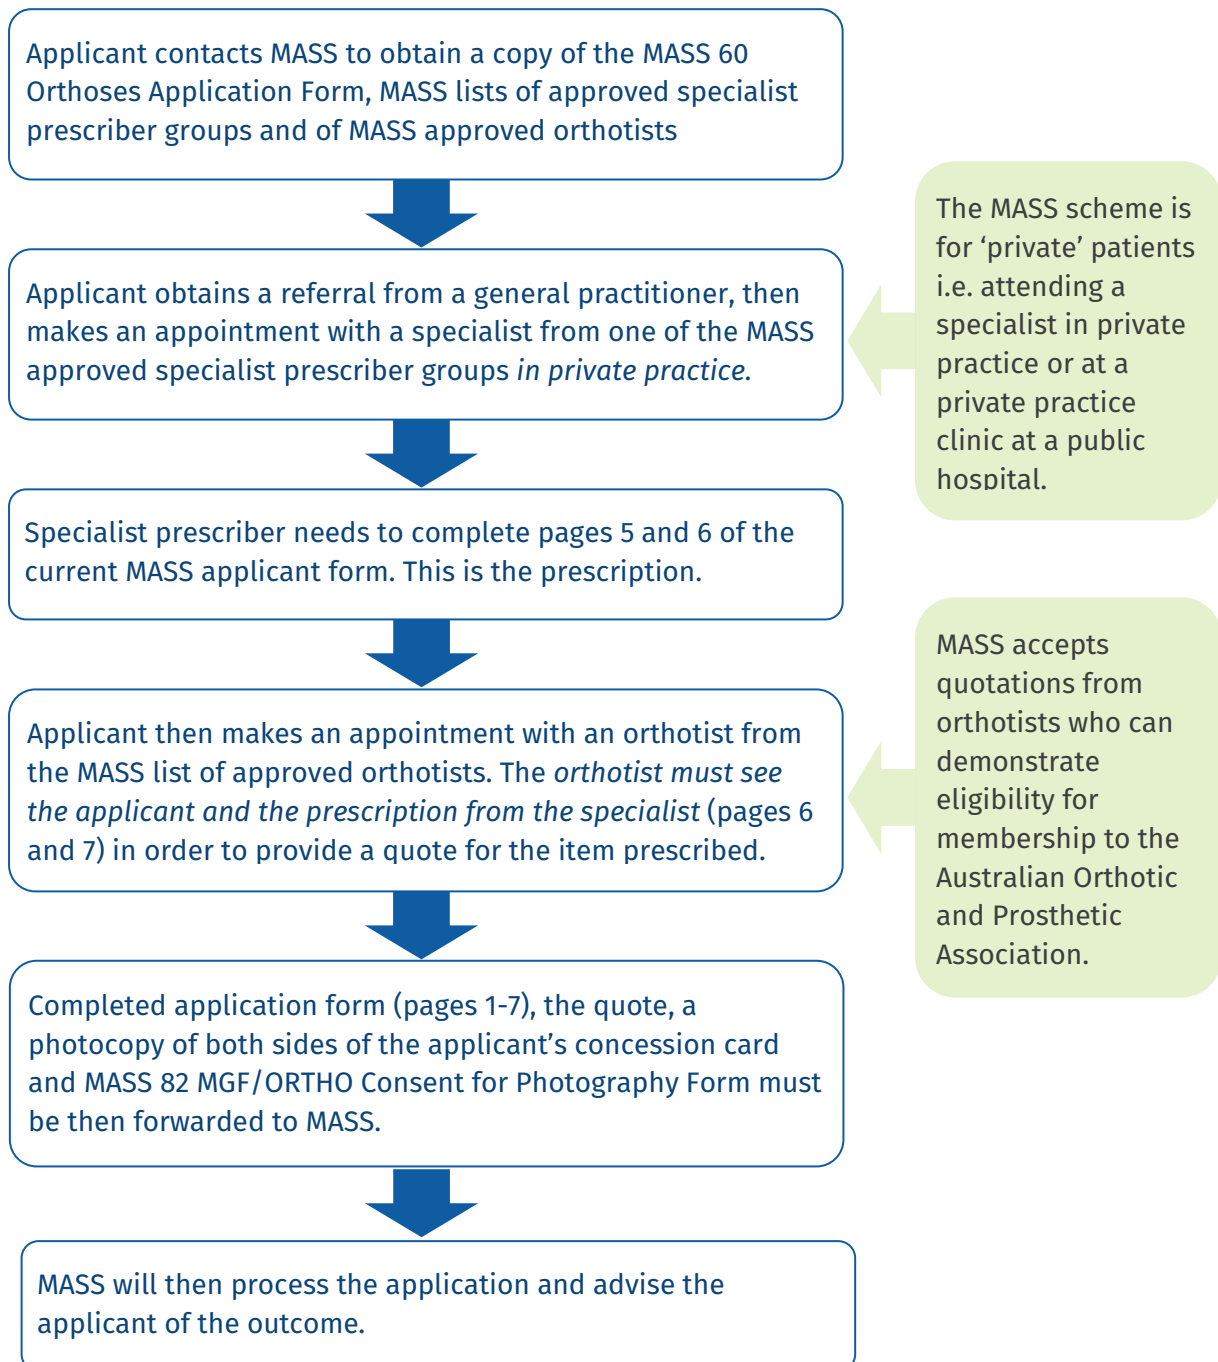 Applicant contacts MASS to obtain a copy of the MASS 60
Orthoses Application Form, MASS lists of approved specialist
prescriber groups and of MASS approved orthotists
Applicant obtains a referral from a general practitioner, then
makes an appointment with a specialist from one of the MASS
approved specialist prescriber groups in private practice.
The MASS scheme is
for ‘private’ patients
i.e. attending a
specialist in private
practice or at a
private practice
clinic at a public
hospital.
Specialist prescriber needs to complete pages 5 and 6 of the
current MASS applicant form. This is the prescription.
Applicant then makes an appointment with an orthotist from
the MASS list of approved orthotists. The orthotist must see
the applicant and the prescription from the specialist (pages 6
and 7) in order to provide a quote for the item prescribed.
MASS accepts
quotations from
orthotists who can
demonstrate
eligibility for
membership to the
Australian Orthotic
and Prosthetic
Association.
Completed application form (pages 1-7), the quote, a
photocopy of both sides of the applicant’s concession card
and MASS 82 MGF/ORTHO Consent for Photography Form must
be then forwarded to MASS.
MASS will then process the application and advise the
applicant of the outcome.